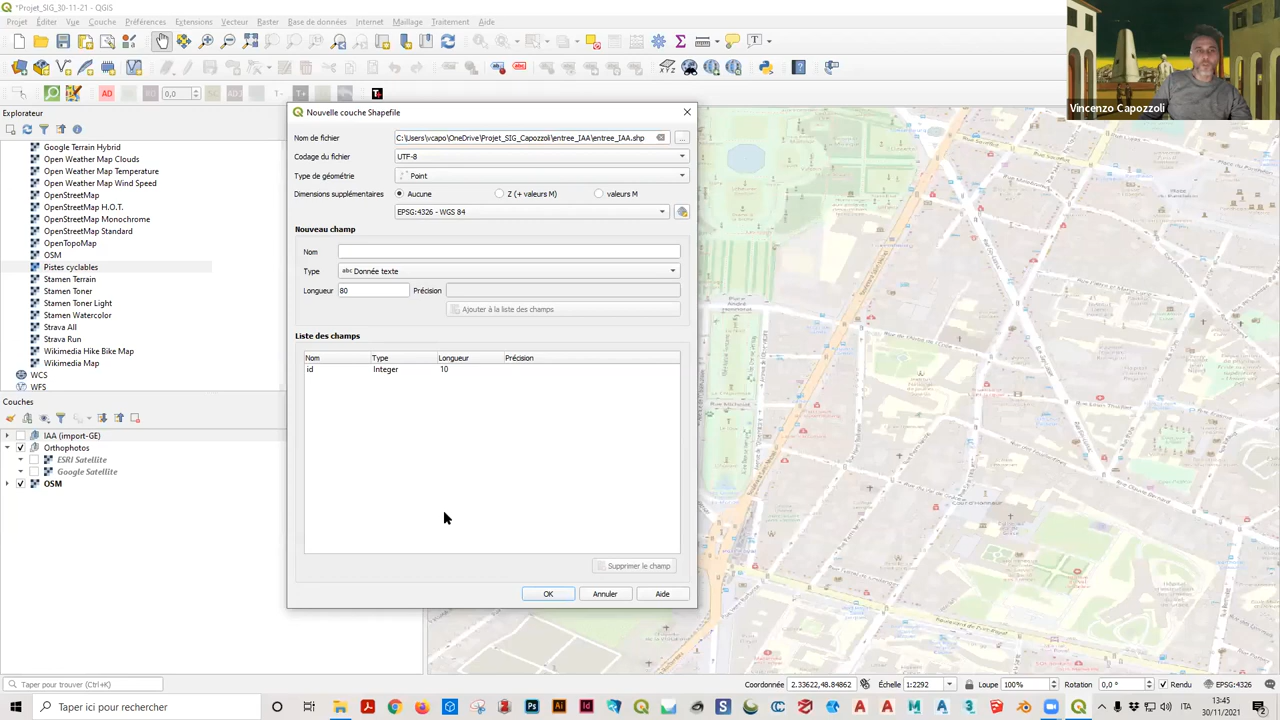 *Projet_SIG_30-11-21 - QGIS
Projet Éditer Vue Couche Préférences Extensions Vecteur Raster Base de données Internet Maillage Traitement Aide
Vincenzo Capozzoli
0,0
Explorateur
Google Terrain Hybrid
Open Weather Map Clouds
Open Weather Map Temperature
Open Weather Map Wind Speed
OpenStreetMap
OpenStreetMap H.O.T.
OpenStreetMap Monochrome
OpenStreetMap Standard
OpenTopoMap
OSM
Pistes cyclables
Stamen Terrain
Stamen Toner
Stamen Toner Light
Stamen Watercolor
Strava All
Strava Run
Wikimedia Hike Bike Map
Wikimedia Map
WCS
WFS
Couches
IAA (import-GE)
Orthophotos
ESRI Satellite
Google Satellite
OSM
Nouvelle couche Shapefile
Nom de fichier C:\Users\vcapo\OneDrive\Projet_SIG_Capozzoli\entree_IAA\entree_IAA.shp ...
Codage du fichier UTF-8
Type de géométrie Point
Dimensions supplémentaires Aucune Z (+ valeurs M) valeurs M
EPSG:4326 - WGS 84
Nouveau champ
Nom
Type abc Donnée texte
Longueur 80 Précision
Ajouter à la liste des champs
Liste des champs
Nom Type Longueur Précision
id Integer 10
Supprimer le champ
OK Annuler Aide
Taper pour trouver (Ctrl+K) Coordonnée 2.33622,48.84862 Échelle 1:2292 Loupe 100% Rotation 0,0 ° Rendu EPSG:4326
Taper ici pour rechercher
ITA
13:45
30/11/2021
2